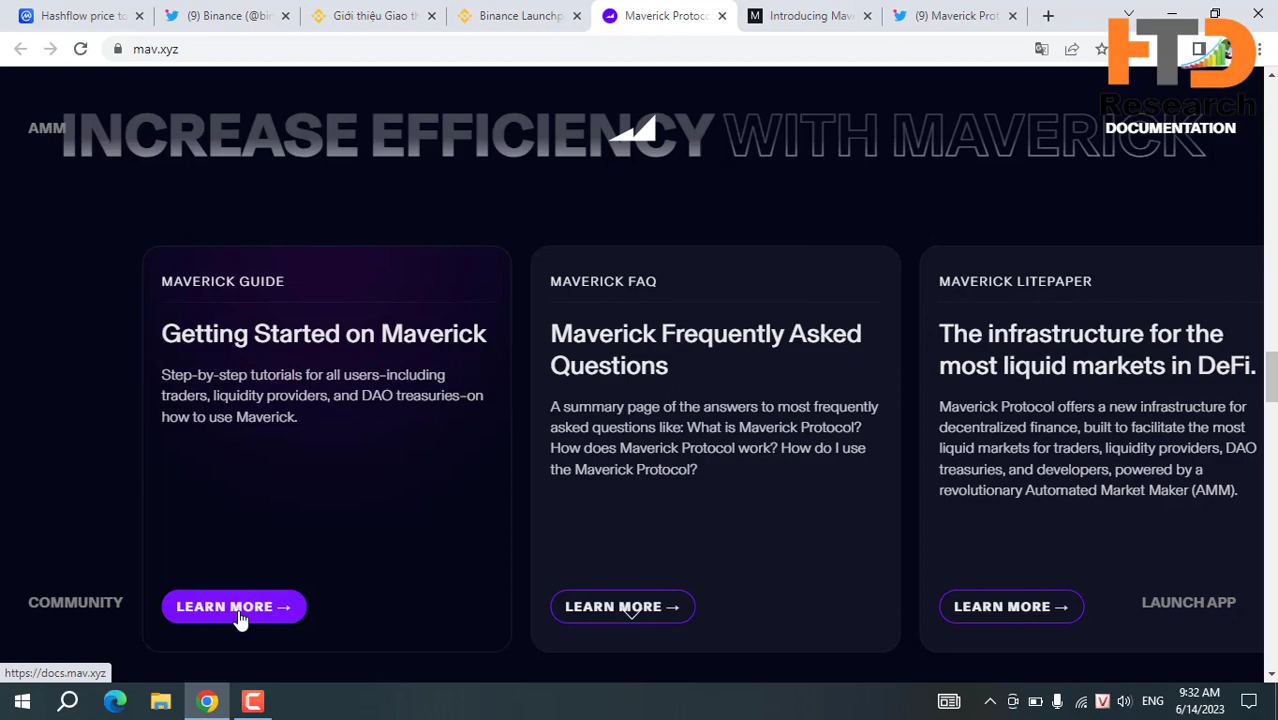 Hashflow price to
(9) Binance (@bin
Giới thiệu Giao th
Binance Launchp
Maverick Protoco
Introducing Mave
(9) Maverick Prot
mav.xyz
HTD
Research
AMM
INCREASE EFFICIENCY WITH MAVERICK
DOCUMENTATION
MAVERICK GUIDE
Getting Started on Maverick
Step-by-step tutorials for all users–including
traders, liquidity providers, and DAO treasuries–on
how to use Maverick.
LEARN MORE →
MAVERICK FAQ
Maverick Frequently Asked
Questions
A summary page of the answers to most frequently
asked questions like: What is Maverick Protocol?
How does Maverick Protocol work? How do I use
the Maverick Protocol?
LEARN MORE →
MAVERICK LITEPAPER
The infrastructure for the
most liquid markets in DeFi.
Maverick Protocol offers a new infrastructure for
decentralized finance, built to facilitate the most
liquid markets for traders, liquidity providers, DAO
treasuries, and developers, powered by a
revolutionary Automated Market Maker (AMM).
LEARN MORE →
COMMUNITY
LAUNCH APP
https://docs.mav.xyz
V
ENG
9:32 AM
6/14/2023